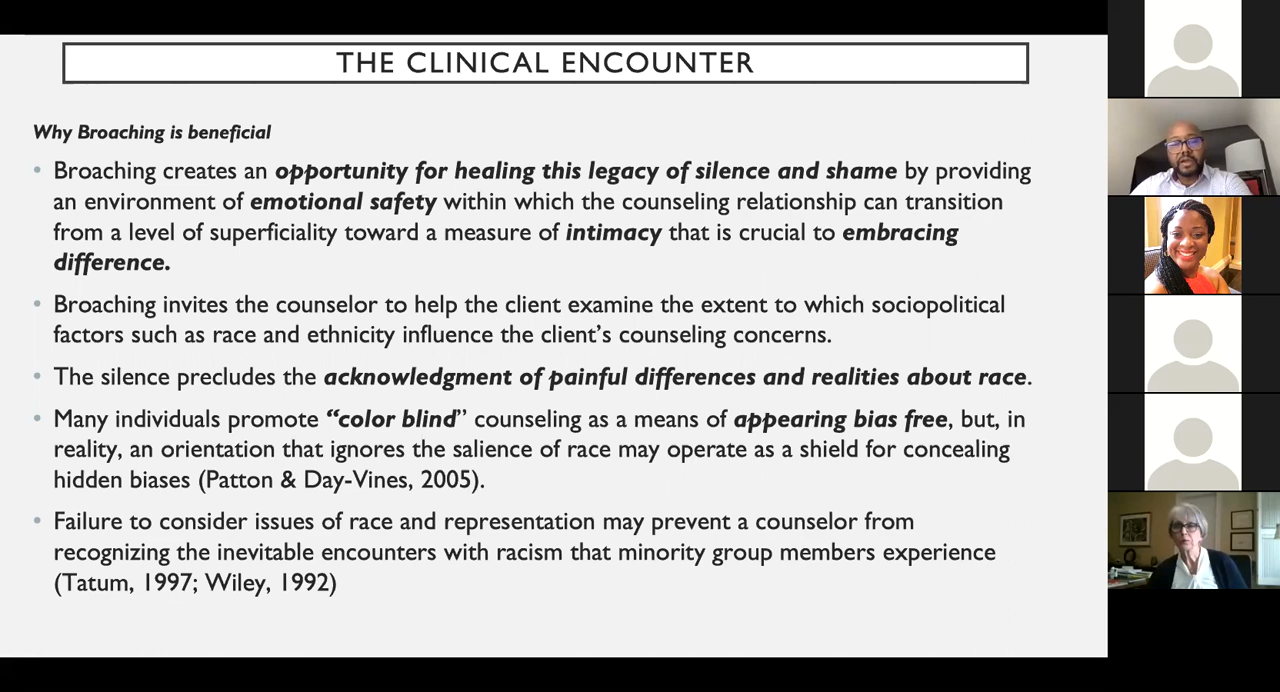 THE CLINICAL ENCOUNTER
Why Broaching is beneficial
• Broaching creates an opportunity for healing this legacy of silence and shame by providing
an environment of emotional safety within which the counseling relationship can transition
from a level of superficiality toward a measure of intimacy that is crucial to embracing
difference.
• Broaching invites the counselor to help the client examine the extent to which sociopolitical
factors such as race and ethnicity influence the client’s counseling concerns.
• The silence precludes the acknowledgment of painful differences and realities about race.
• Many individuals promote “color blind” counseling as a means of appearing bias free, but, in
reality, an orientation that ignores the salience of race may operate as a shield for concealing
hidden biases (Patton & Day-Vines, 2005).
• Failure to consider issues of race and representation may prevent a counselor from
recognizing the inevitable encounters with racism that minority group members experience
(Tatum, 1997; Wiley, 1992)